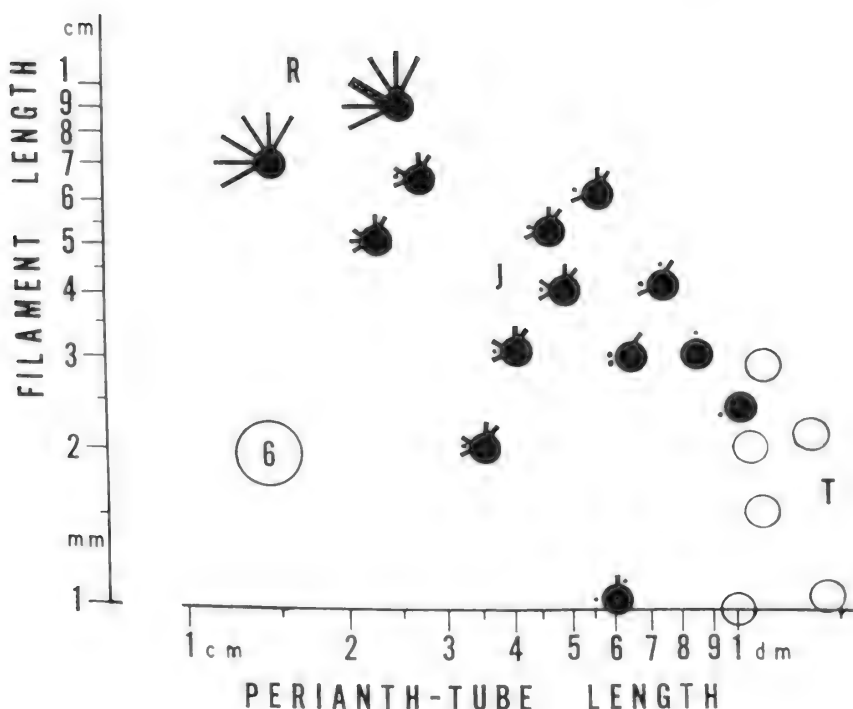 cm
FILAMENT LENGTH
1
9
8
7
6
5
4
3
2
mm
1
R
J
T
6
1 cm 2 3 4 5 6 7 8 9 1 dm
PERIANTH-TUBE LENGTH